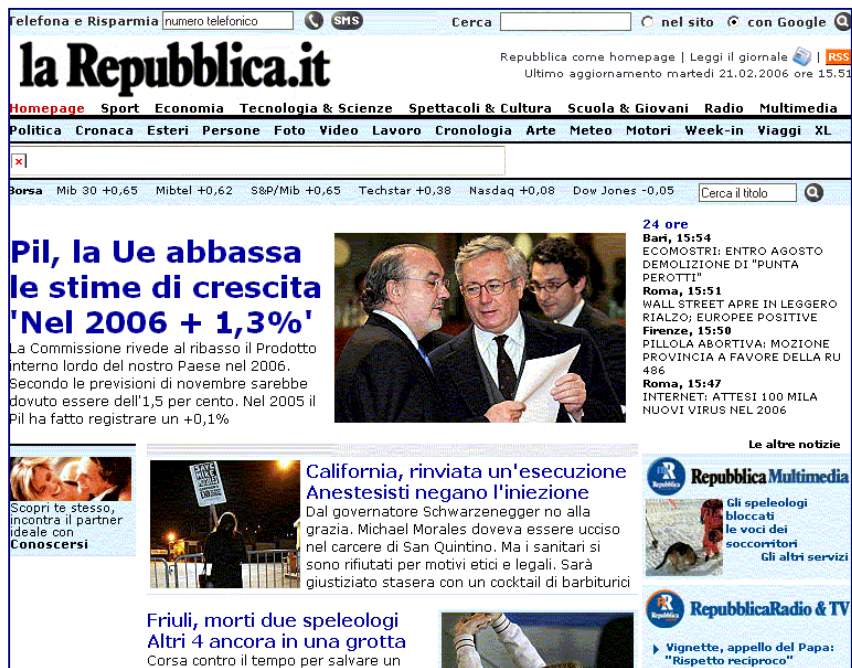 Telefona e Risparmia numero telefonico SMS Cerca nel sito con Google
la Repubblica.it
Repubblica come homepage | Leggi il giornale | RSS
Ultimo aggiornamento martedi 21.02.2006 ore 15.51
Homepage Sport Economia Tecnologia & Scienze Spettacoli & Cultura Scuola & Giovani Radio Multimedia
Politica Cronaca Esteri Persone Foto Video Lavoro Cronologia Arte Meteo Motori Week-in Viaggi XL
Borsa Mib 30 +0,65 Mibtel +0,62 S&P/Mib +0,65 Techstar +0,38 Nasdaq +0,08 Dow Jones -0,05 Cerca il titolo
Pil, la Ue abbassa
le stime di crescita
'Nel 2006 + 1,3%'
La Commissione rivede al ribasso il Prodotto
interno lordo del nostro Paese nel 2006.
Secondo le previsioni di novembre sarebbe
dovuto essere dell'1,5 per cento. Nel 2005 il
Pil ha fatto registrare un +0,1%
24 ore
Bari, 15:54
ECOMOSTRI: ENTRO AGOSTO
DEMOLIZIONE DI "PUNTA
PEROTTI"
Roma, 15:51
WALL STREET APRE IN LEGGERO
RIALZO; EUROPEE POSITIVE
Firenze, 15:50
PILLOLA ABORTIVA: MOZIONE
PROVINCIA A FAVORE DELLA RU
486
Roma, 15:47
INTERNET: ATTESI 100 MILA
NUOVI VIRUS NEL 2006
Le altre notizie
Scopri te stesso,
incontra il partner
ideale con
Conoscersi
SAVE
MIKE
California, rinviata un'esecuzione
Anestesisti negano l'iniezione
Dal governatore Schwarzenegger no alla
grazia. Michael Morales doveva essere ucciso
nel carcere di San Quintino. Ma i sanitari si
sono rifiutati per motivi etici e legali. Sarà
giustiziato stasera con un cocktail di barbiturici
Friuli, morti due speleologi
Altri 4 ancora in una grotta
Corsa contro il tempo per salvare un
Repubblica Multimedia
Gli speleologi
bloccati
le voci dei
soccorritori
Gli altri servizi
RepubblicaRadio & TV
Vignette, appello del Papa:
"Rispetto reciproco"